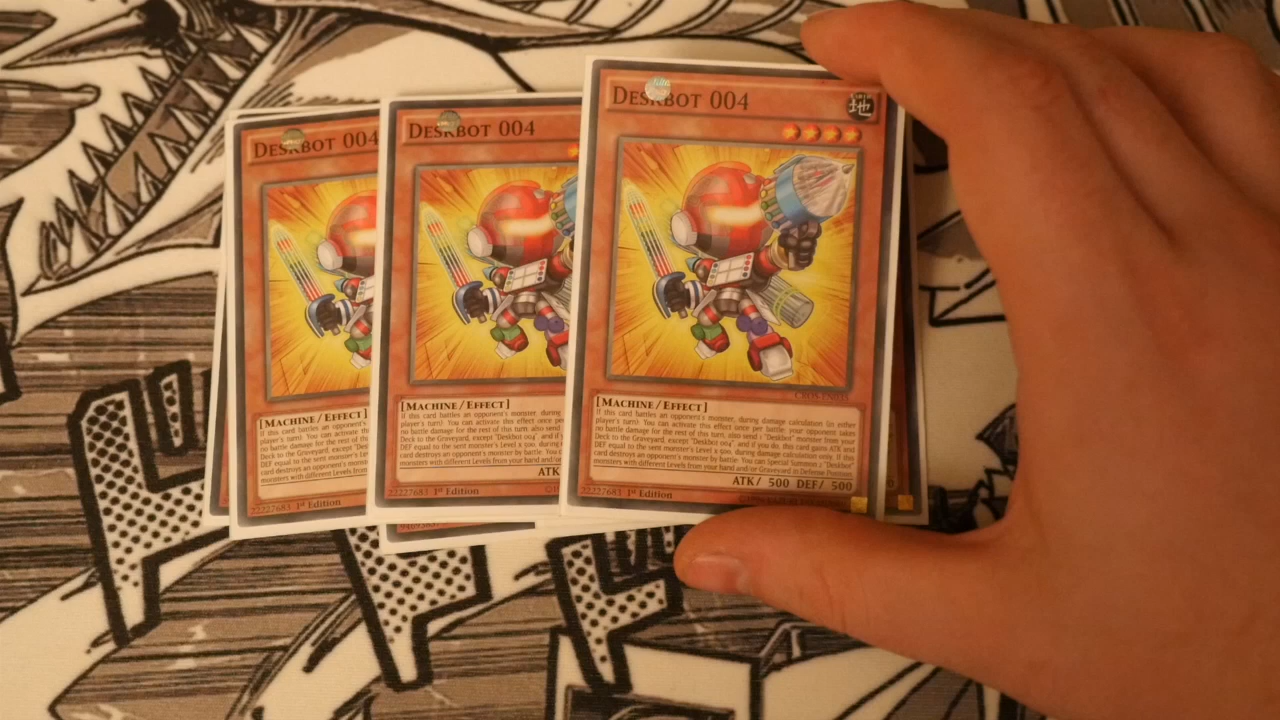 DESKBOT 004
[MACHINE/EFFECT]
If this card battles an
player's turn): You can activate thi
no battle damage for the rest of
Deck to the Graveyard, except "Des
DEF equal to the sent monster's Lev
card destroys an opponent's monst
monsters with different Levels from
22227683 1st Edition
DESKBOT 004
[MACHINE/EFFECT]
If this card battles an opponent's monster, during
player's turn): You can activate this effect once per
no battle damage for the rest of this turn, also send
Deck to the Graveyard, except "Deskbot 004", and if
DEF equal to the sent monster's Level x 500, during
card destroys an opponent's monster by battle: You
monsters with different Levels from your hand and/or
ATK
22227683 1st Edition
DESKBOT 004
地
[MACHINE/EFFECT]
If this card battles an opponent's monster, during damage calculation (in either
player's turn): You can activate this effect once per battle; your opponent takes
no battle damage for the rest of this turn, also send 1 "Deskbot" monster from your
Deck to the Graveyard, except "Deskbot 004", and if you do, this card gains ATK and
DEF equal to the sent monster's Level x 500, during damage calculation only. If this
card destroys an opponent's monster by battle: You can Special Summon 2 "Deskbot"
monsters with different Levels from your hand and/or Graveyard in Defense Position.
ATK/ 500 DEF/ 500
22227683 1st Edition